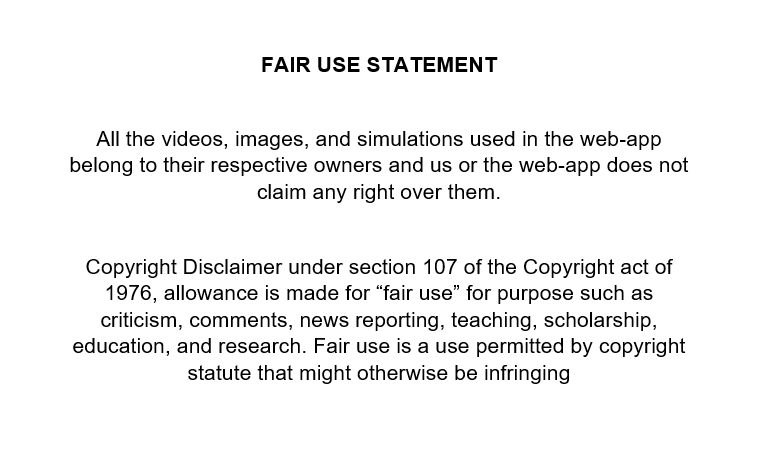 FAIR USE STATEMENT
All the videos, images, and simulations used in the web-app
belong to their respective owners and us or the web-app does not
claim any right over them.
Copyright Disclaimer under section 107 of the Copyright act of
1976, allowance is made for “fair use” for purpose such as
criticism, comments, news reporting, teaching, scholarship,
education, and research. Fair use is a use permitted by copyright
statute that might otherwise be infringing